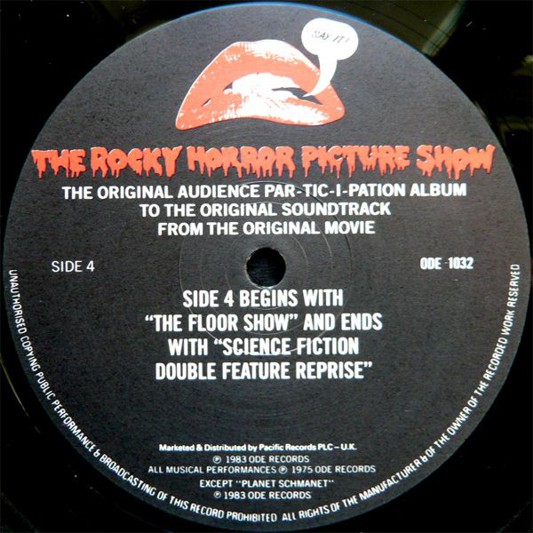 SAY IT!
THE ROCKY HORROR PICTURE SHOW
THE ORIGINAL AUDIENCE PAR-TIC-I-PATION ALBUM
TO THE ORIGINAL SOUNDTRACK
FROM THE ORIGINAL MOVIE
SIDE 4
ODE 1032
SIDE 4 BEGINS WITH
“THE FLOOR SHOW” AND ENDS
WITH “SCIENCE FICTION
DOUBLE FEATURE REPRISE”
Marketed & Distributed by Pacific Records PLC – U.K.
℗ 1983 ODE RECORDS
ALL MUSICAL PERFORMANCES ℗ 1975 ODE RECORDS
EXCEPT "PLANET SCHMANET"
℗ 1983 ODE RECORDS
UNAUTHORISED COPYING PUBLIC PERFORMANCE & BROADCASTING OF THIS RECORD PROHIBITED ALL RIGHTS OF THE MANUFACTURER & OF THE OWNER OF THE RECORDED WORK RESERVED